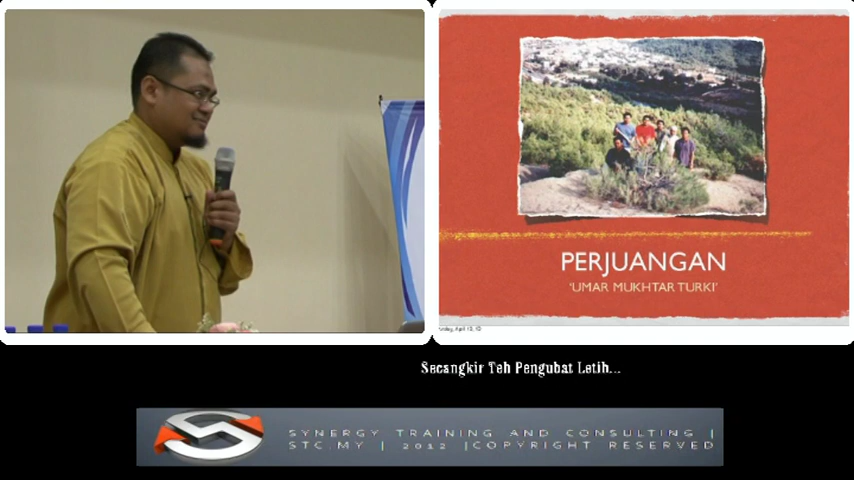 PERJUANGAN
'UMAR MUKHTAR TURKI'
Secangkir Teh Pengubat Letih...
SYNERGY TRAINING AND CONSULTING |
STC.MY | 2012 |COPYRIGHT RESERVED